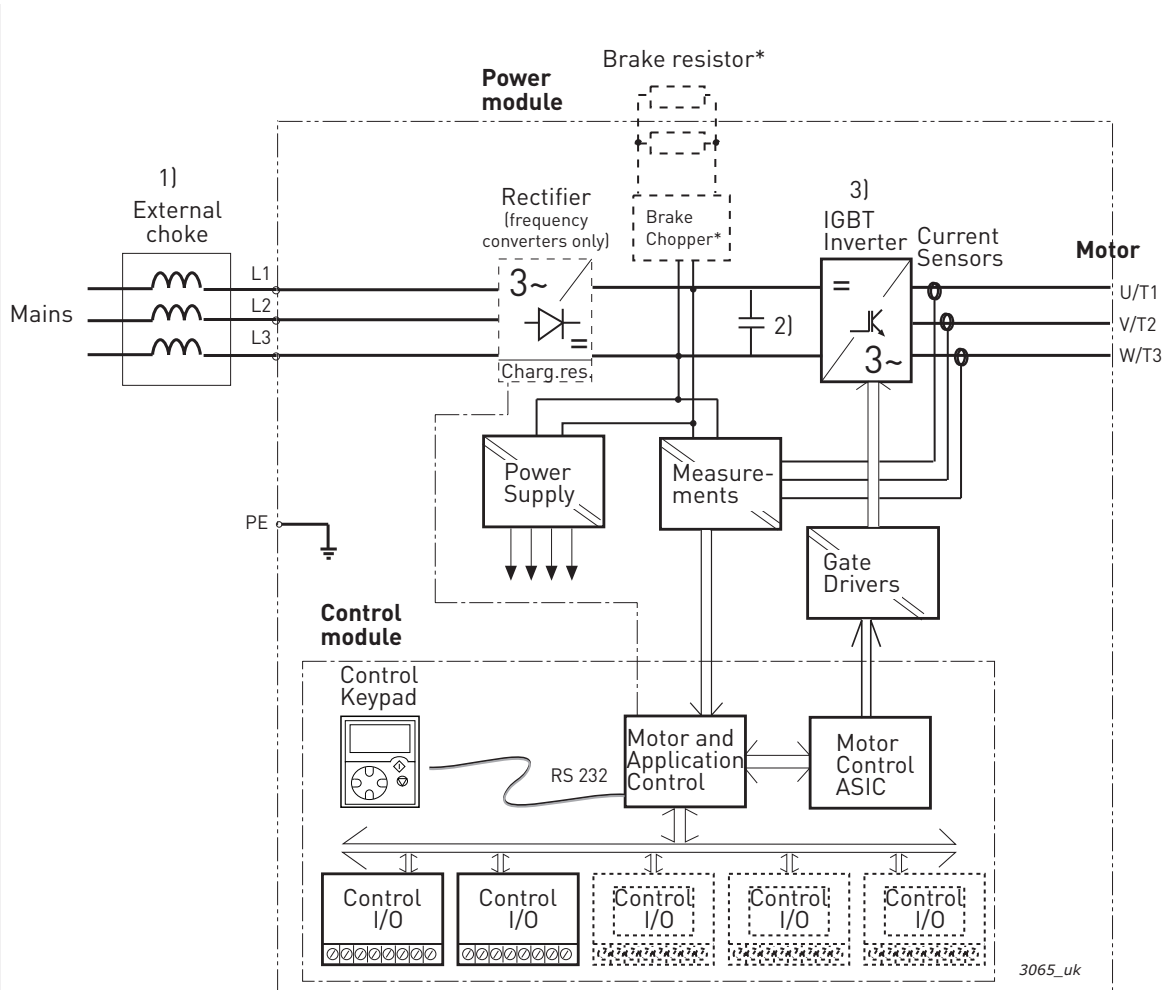 Brake resistor*
Power
module
1)
External
choke
Rectifier
(frequency
converters only)
Brake
Chopper*
3)
IGBT
Inverter
Current
Sensors
Motor
Mains
L1
L2
L3
3~
=
Charg.res.
2)
=
3~
U/T1
V/T2
W/T3
Power
Supply
Measure-
ments
PE
Gate
Drivers
Control
module
Control
Keypad
RS 232
Motor and
Application
Control
Motor
Control
ASIC
Control
I/O
Control
I/O
Control
I/O
Control
I/O
Control
I/O
3065_uk